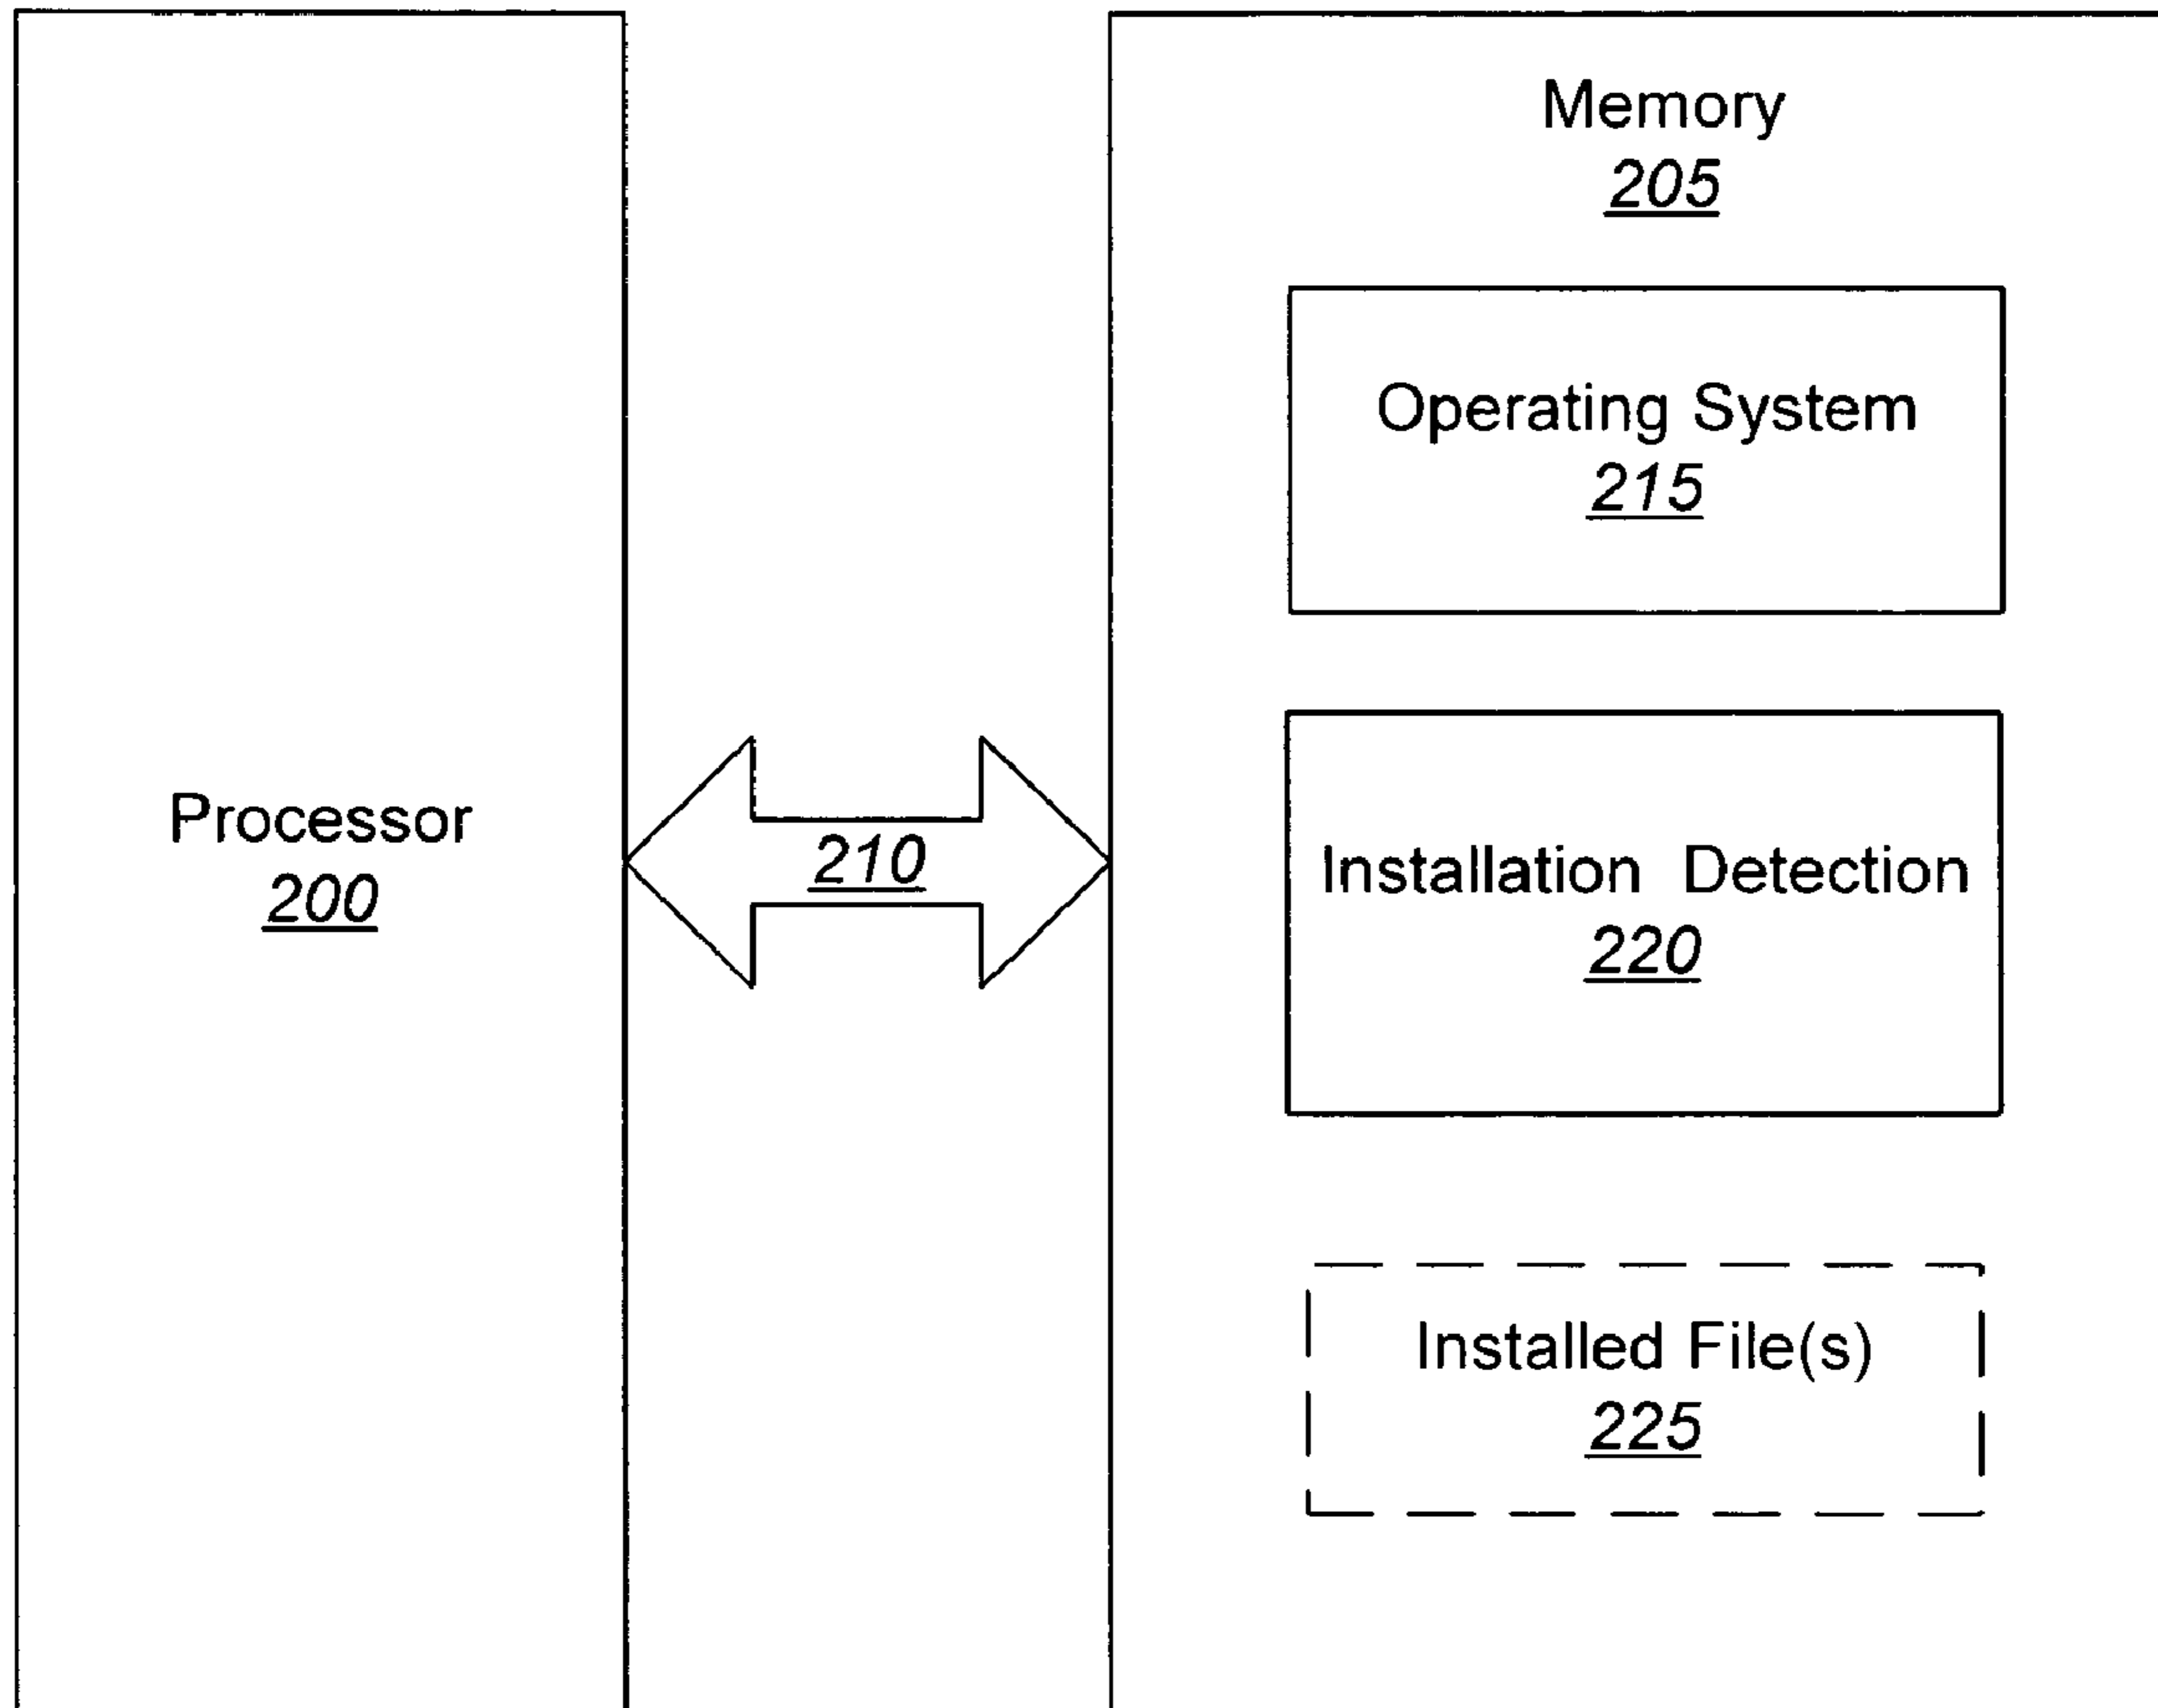 Processor
200
210
Memory
205
Operating System
215
Installation Detection
220
Installed File(s)
225